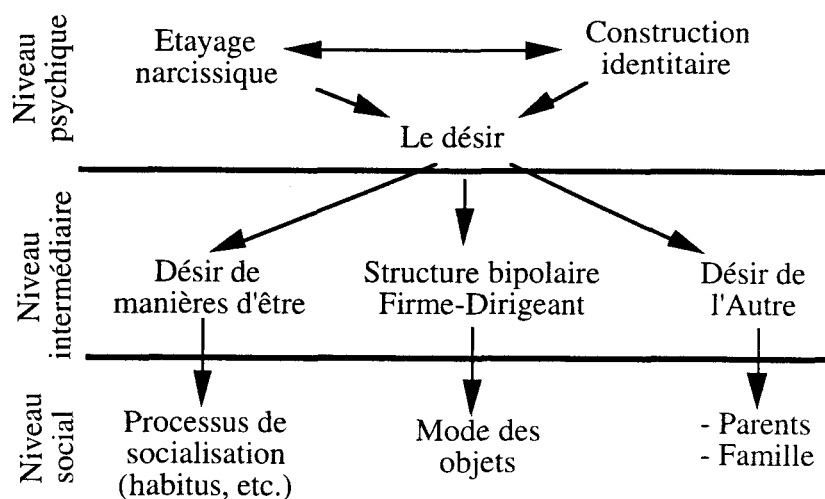 Niveau
psychique
Etayage
narcissique
Construction
identitaire
Le désir
Niveau
intermédiaire
Désir de
manières d'être
Structure bipolaire
Firme-Dirigeant
Désir de
l'Autre
Niveau
social
Processus de
socialisation
(habitus, etc.)
Mode des
objets
- Parents
- Famille